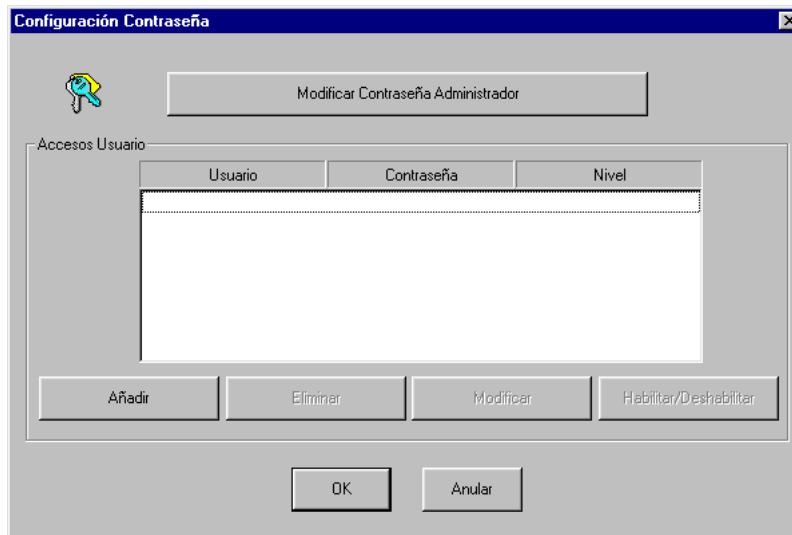 Configuración Contraseña
Modificar Contraseña Administrador
Accesos Usuario
Usuario Contraseña Nivel
Añadir Eliminar Modificar Habilitar/Deshabilitar
OK Anular